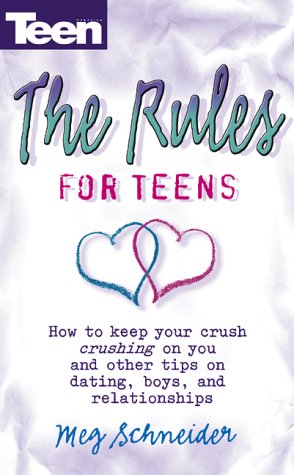 Teen
The Rules
FOR TEENS
How to keep your crush
crushing on you
and other tips on
dating, boys, and
relationships
Meg Schneider